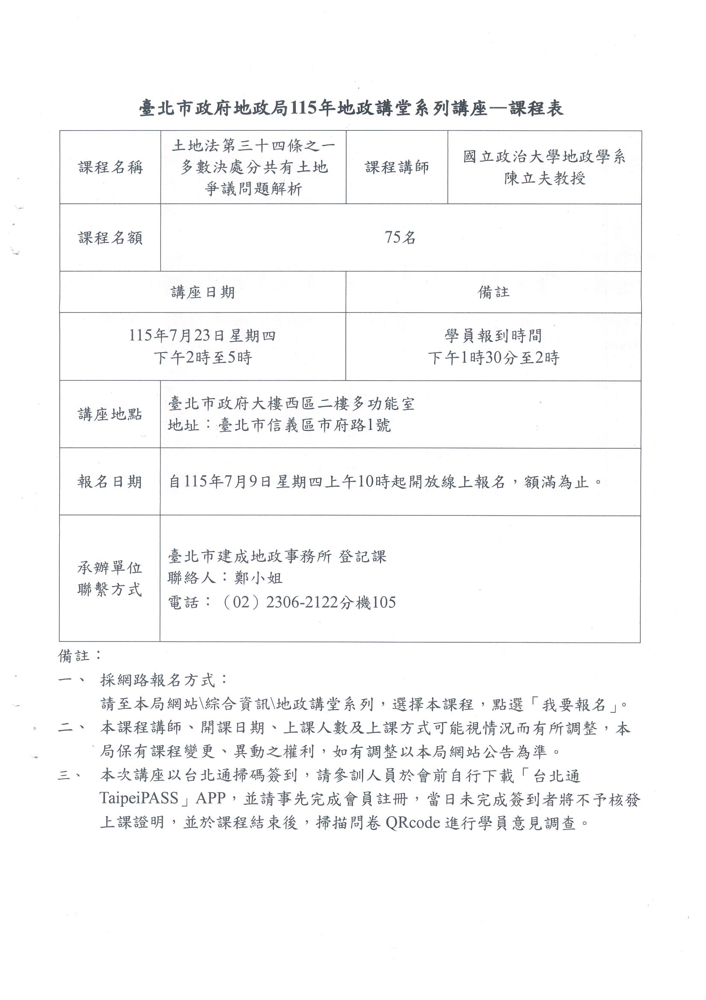 臺北市政府地政局115年地政講堂系列講座—課程表
課程名稱
土地法第三十四條之一
多數決處分共有土地
爭議問題解析
課程講師
國立政治大學地政學系
陳立夫教授
課程名額
75名
講座日期
備註
115年7月23日星期四
下午2時至5時
學員報到時間
下午1時30分至2時
講座地點
臺北市政府大樓西區二樓多功能室
地址：臺北市信義區市府路1號
報名日期
自115年7月9日星期四上午10時起開放線上報名，額滿為止。
承辦單位
聯繫方式
臺北市建成地政事務所 登記課
聯絡人：鄭小姐
電話：（02）2306-2122分機105
備註：
一、 採網路報名方式：
請至本局網站\綜合資訊\地政講堂系列，選擇本課程，點選「我要報名」。
二、 本課程講師、開課日期、上課人數及上課方式可能視情況而有所調整，本
局保有課程變更、異動之權利，如有調整以本局網站公告為準。
三、 本次講座以台北通掃碼簽到，請參訓人員於會前自行下載「台北通
TaipeiPASS」APP，並請事先完成會員註冊，當日未完成簽到者將不予核發
上課證明，並於課程結束後，掃描問卷 QRcode 進行學員意見調查。